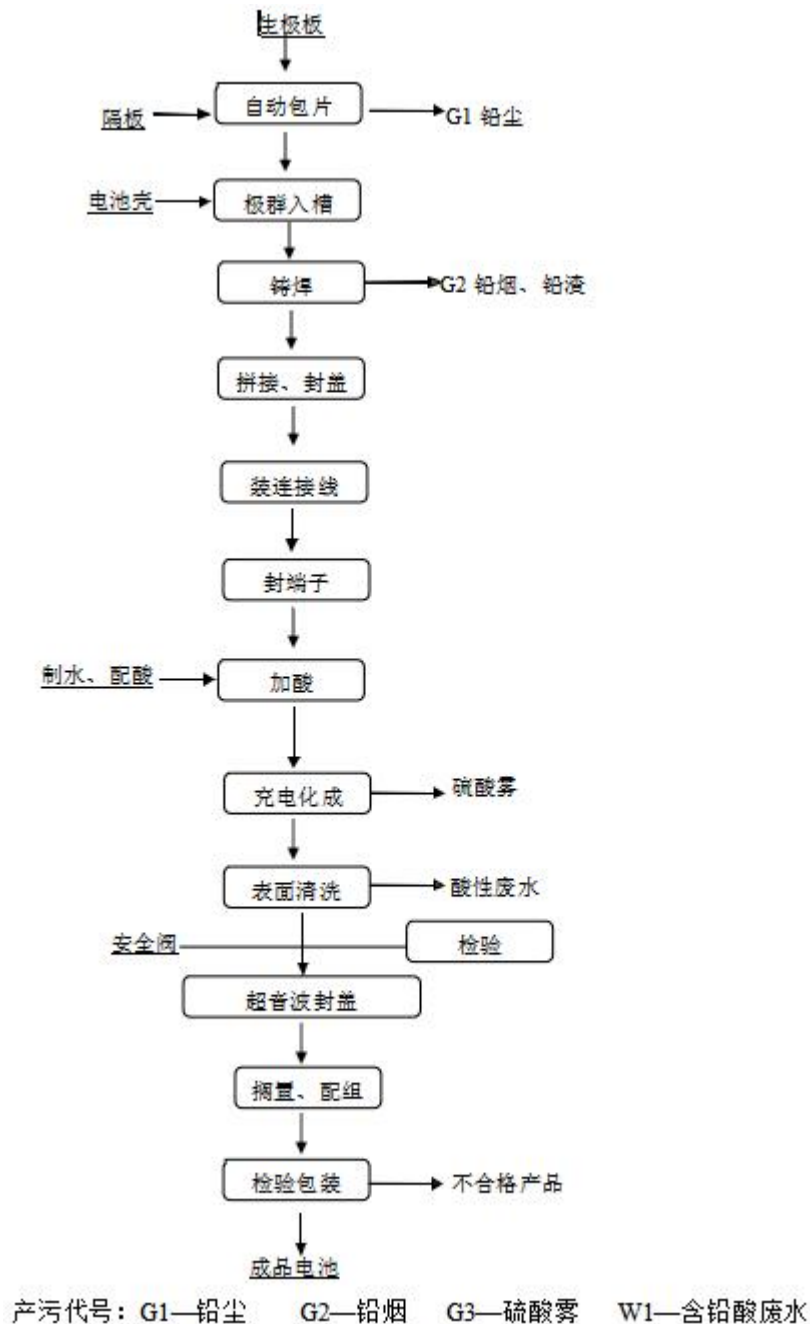 生极板
自动包片
隔板
G1 铅尘
电池壳
极群入槽
铸焊
G2 铅烟、铅渣
拼接、封盖
装连接线
封端子
制水、配酸
加酸
充电化成
硫酸雾
表面清洗
酸性废水
安全阀
检验
超音波封盖
搁置、配组
检验包装
不合格产品
成品电池
产污代号：G1—铅尘 G2—铅烟 G3—硫酸雾 W1—含铅酸废水